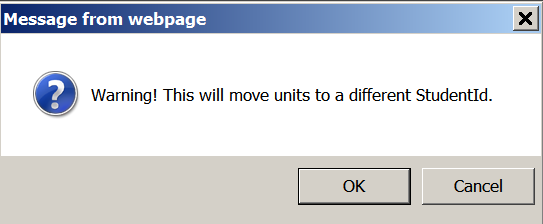 Message from webpage
Warning! This will move units to a different StudentId.
OK
Cancel